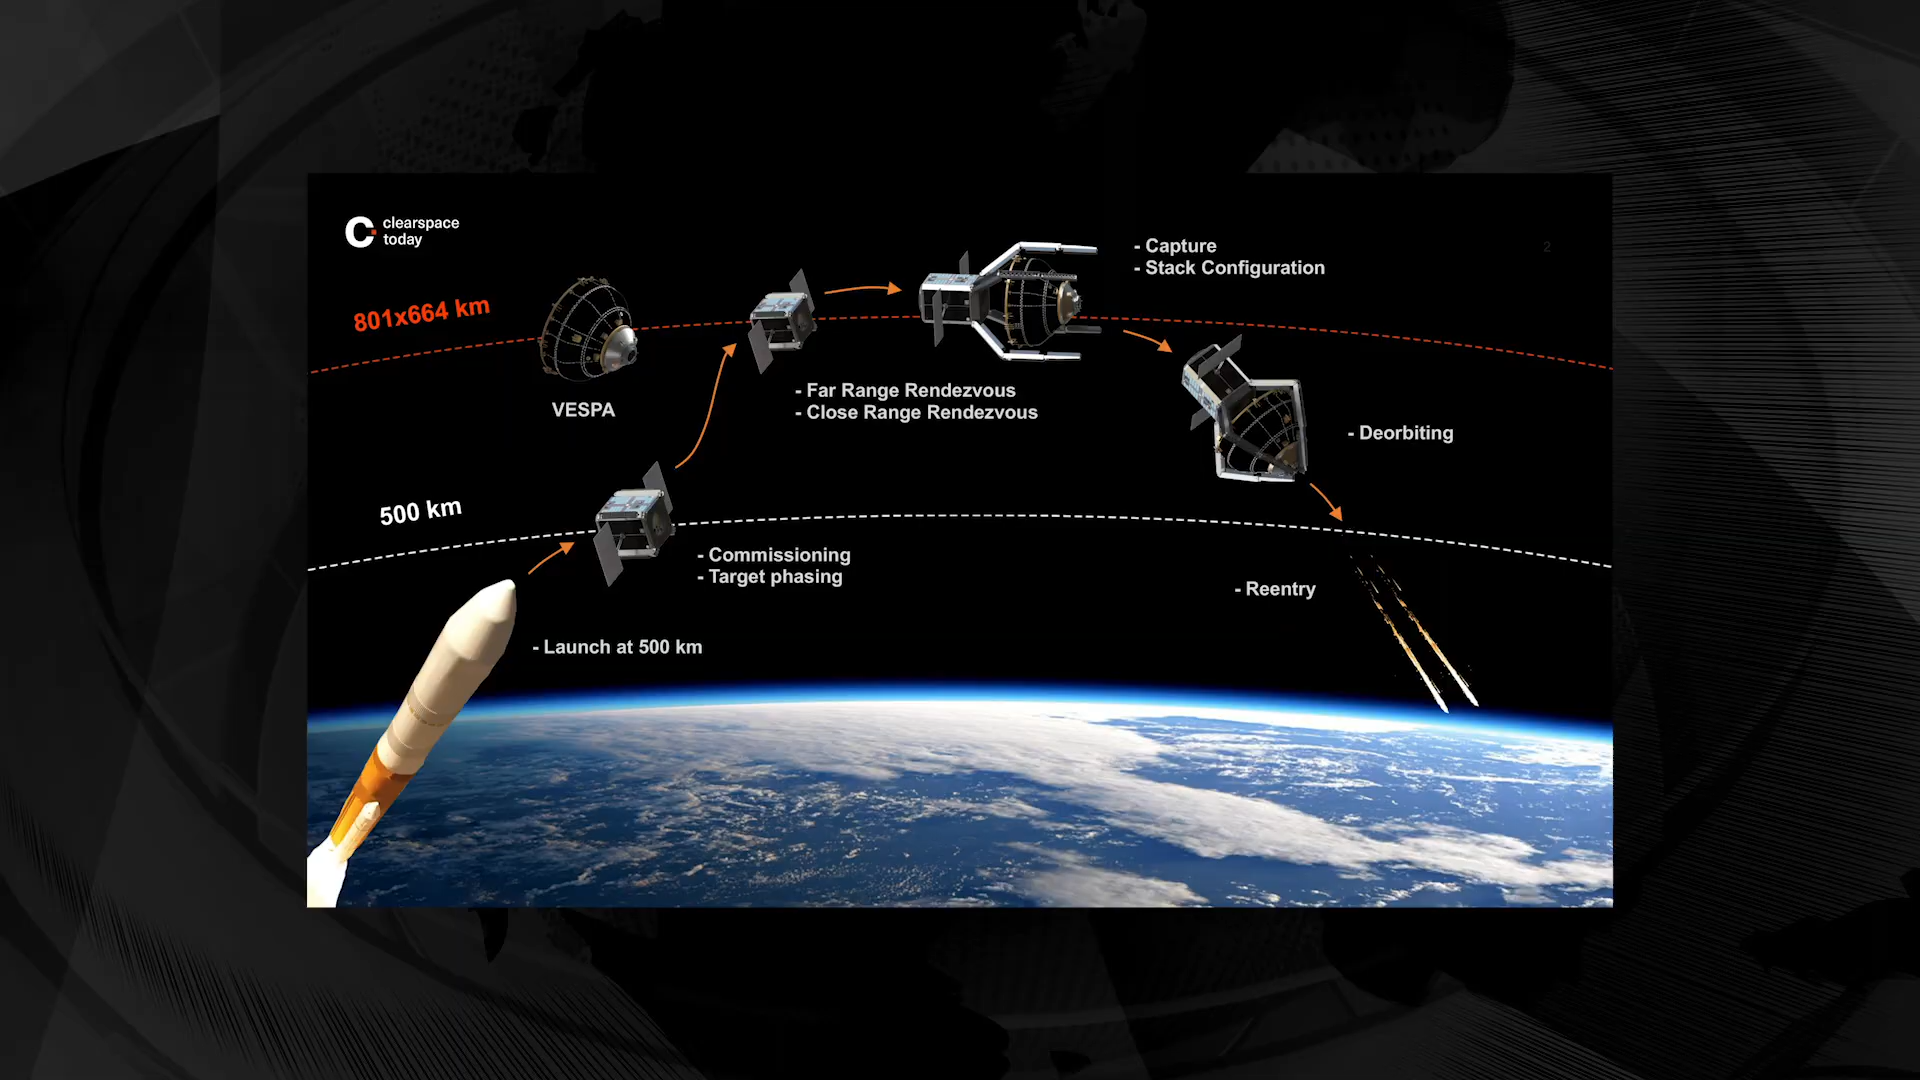 clearspace
today
2
- Capture
- Stack Configuration
801x664 km
VESPA
- Far Range Rendezvous
- Close Range Rendezvous
- Deorbiting
500 km
- Commissioning
- Target phasing
- Reentry
- Launch at 500 km